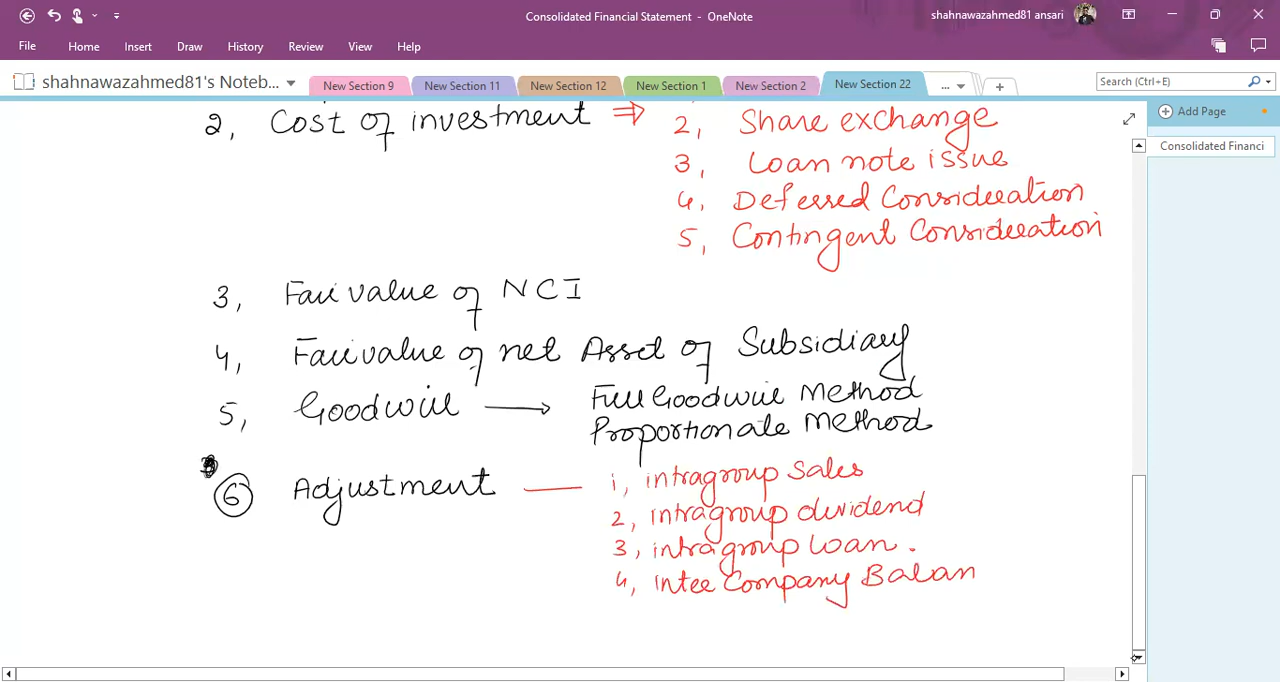 Consolidated Financial Statement - OneNote
shahnawazahmed81 ansari
File Home Insert Draw History Review View Help
shahnawazahmed81's Noteb...
New Section 9 New Section 11 New Section 12 New Section 1 New Section 2 New Section 22 ...
Search (Ctrl+E)
Add Page
Consolidated Financi
2, Cost of investment ⇒ 2, Share exchange
3, Loan note issue
4, Deferred Consideration
5, Contingent Consideration
3, Fair value of NCI
4, Fair value of net Asset of Subsidiary
5, Goodwill → Full Goodwill Method
Proportionate Method
6 Adjustment — 1, intragroup Sales
2, intragroup dividend
3, intragroup Loan.
4, Inter Company Balan